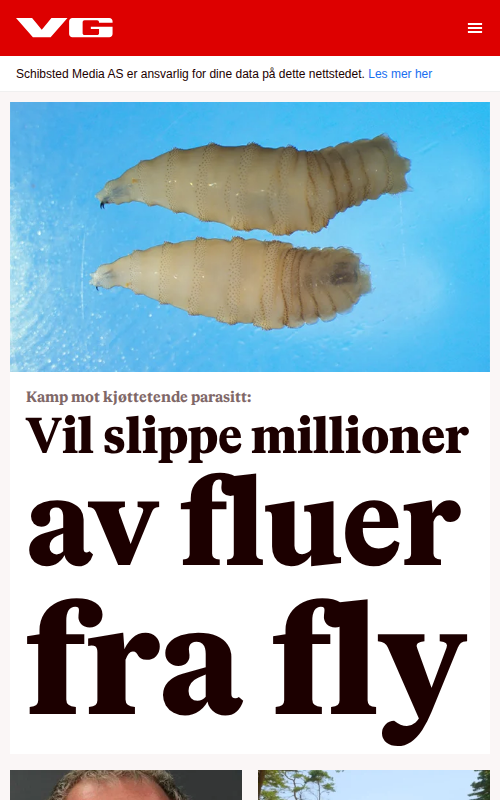 VG
Schibsted Media AS er ansvarlig for dine data på dette nettstedet. Les mer her
Kamp mot kjøttetende parasitt:
Vil slippe millioner
av fluer
fra fly